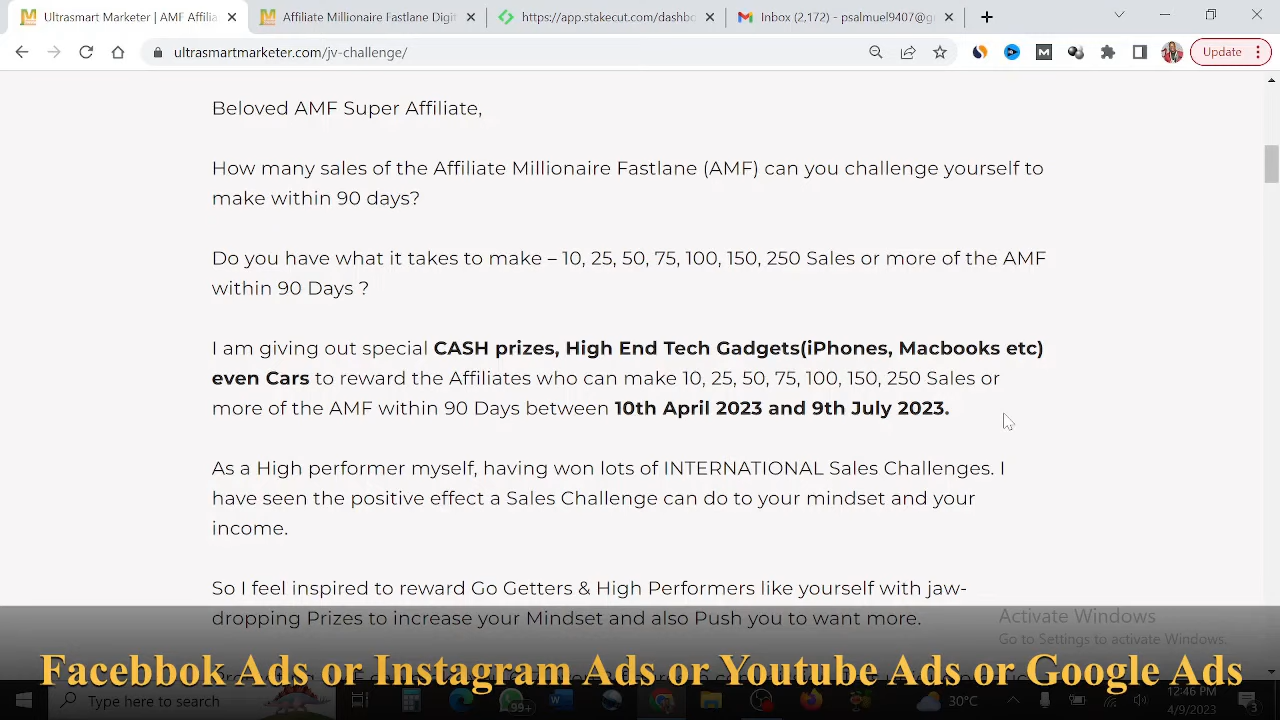 Ultrasmart Marketer | AMF Affilia
Affiliate Millionaire Fastlane Digit
https://app.stakecut.com/dashbo
Inbox (2,172) - psalmuel9407@g
ultrasmartmarketer.com/jv-challenge/
Update
Beloved AMF Super Affiliate,
How many sales of the Affiliate Millionaire Fastlane (AMF) can you challenge yourself to
make within 90 days?
Do you have what it takes to make – 10, 25, 50, 75, 100, 150, 250 Sales or more of the AMF
within 90 Days ?
I am giving out special CASH prizes, High End Tech Gadgets(iPhones, Macbooks etc)
even Cars to reward the Affiliates who can make 10, 25, 50, 75, 100, 150, 250 Sales or
more of the AMF within 90 Days between 10th April 2023 and 9th July 2023.
As a High performer myself, having won lots of INTERNATIONAL Sales Challenges. I
have seen the positive effect a Sales Challenge can do to your mindset and your
income.
So I feel inspired to reward Go Getters & High Performers like yourself with jaw-
dropping Prizes to increase your Mindset and also Push you to want more.
Activate Windows
Go to Settings to activate Windows.
Facebbok Ads or Instagram Ads or Youtube Ads or Google Ads
Type here to search
99+
30°C
12:46 PM
4/9/2023
3